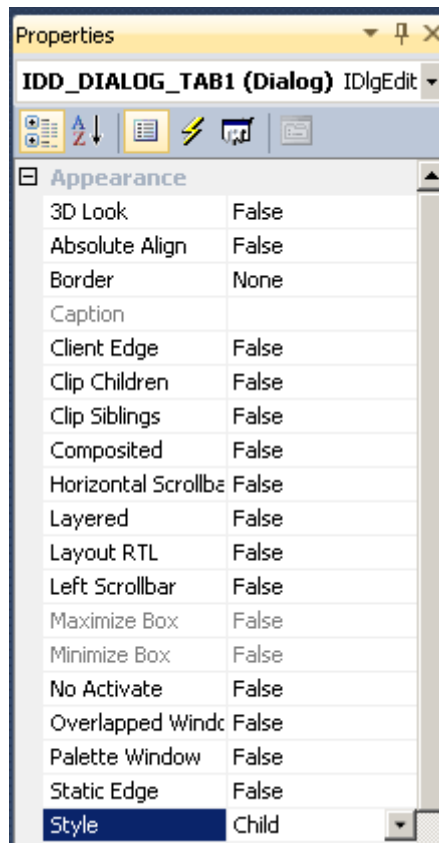 Properties
IDD_DIALOG_TAB1 (Dialog) IDlgEdit
Appearance
3D Look False
Absolute Align False
Border None
Caption
Client Edge False
Clip Children False
Clip Siblings False
Composited False
Horizontal Scrollba False
Layered False
Layout RTL False
Left Scrollbar False
Maximize Box False
Minimize Box False
No Activate False
Overlapped Windo False
Palette Window False
Static Edge False
Style Child